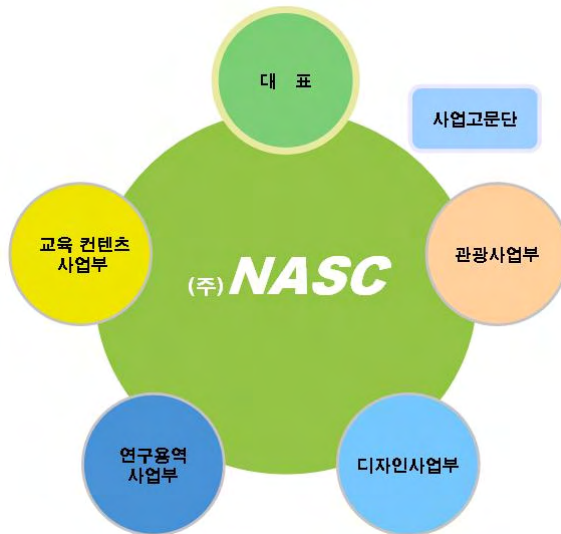 대 표
사업고문단
교육 컨텐츠
사업부
관광사업부
(주) NASC
연구용역
사업부
디자인사업부